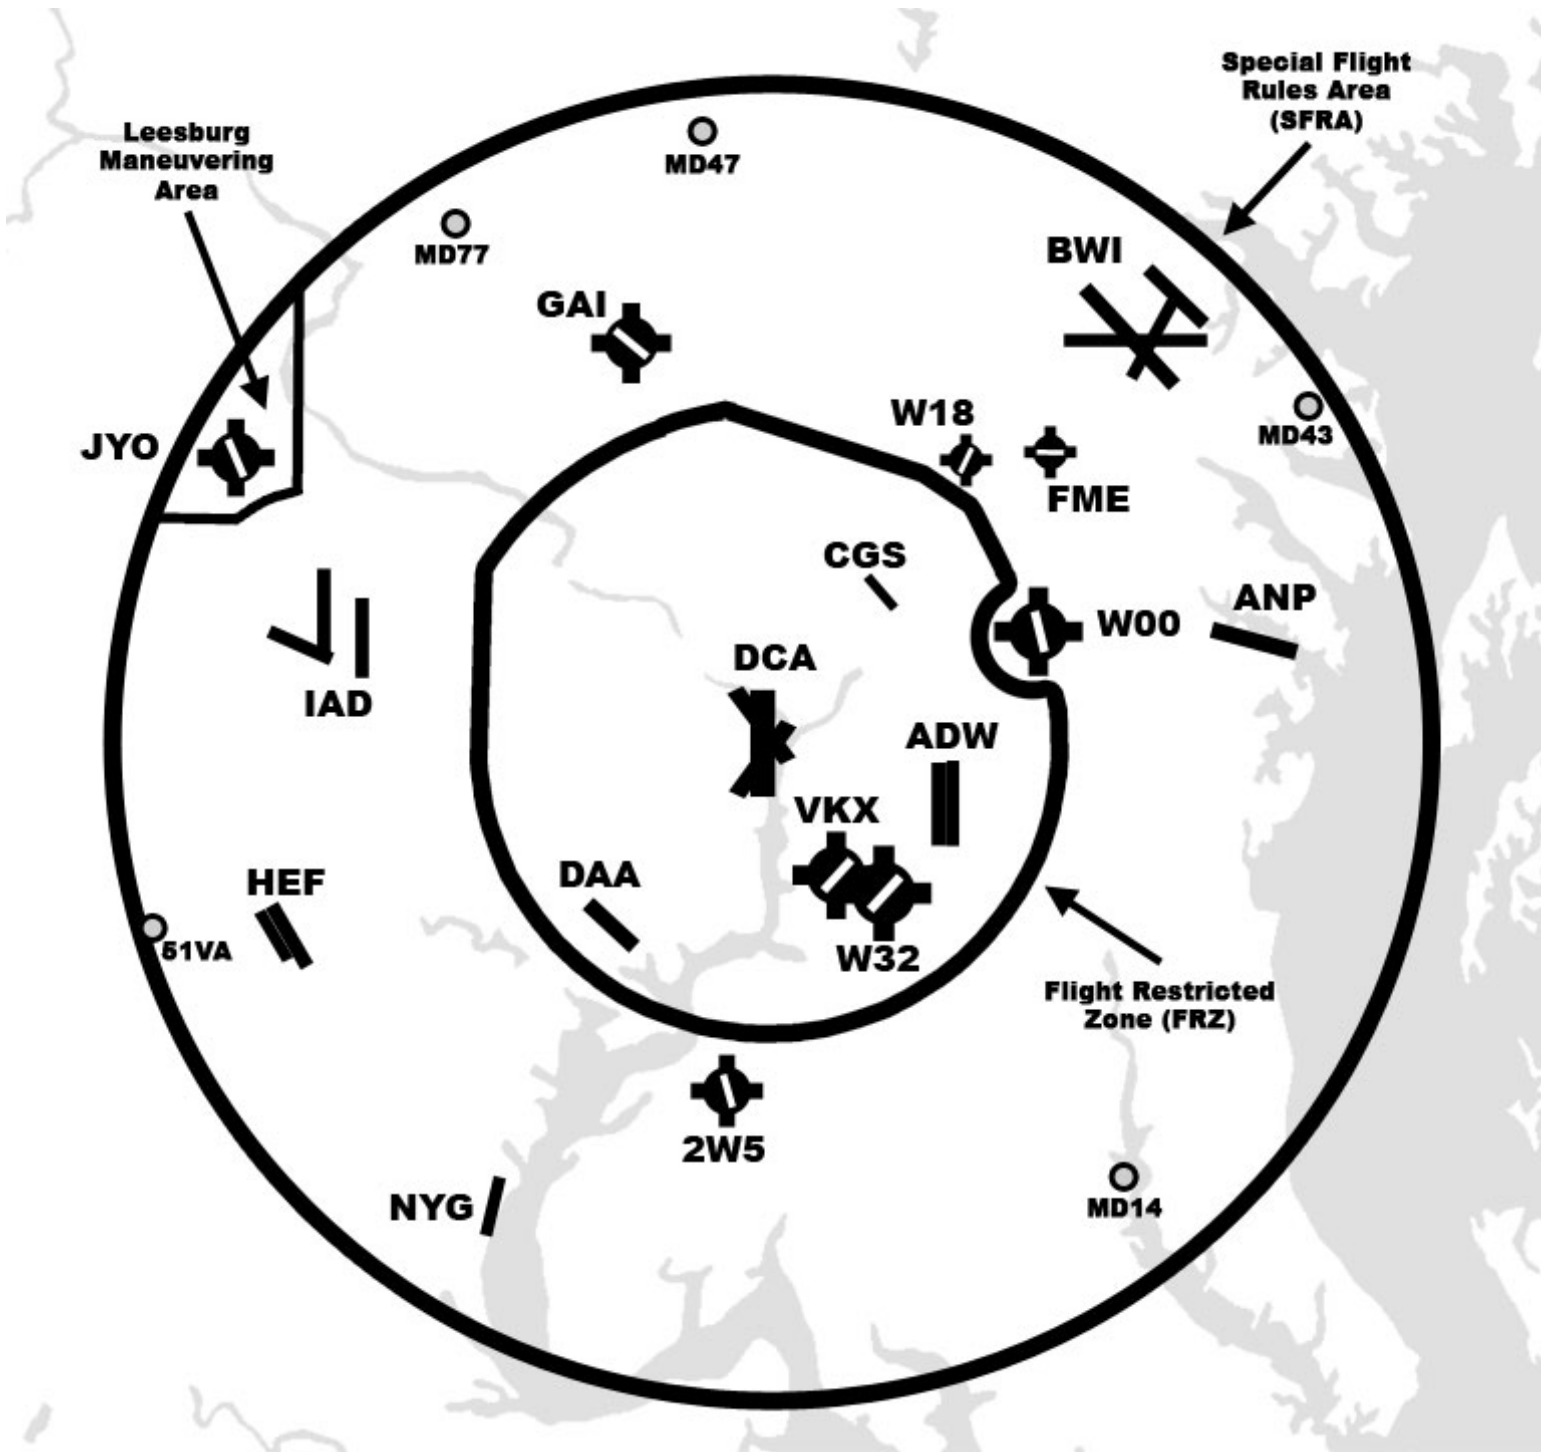 Special Flight
Rules Area
(SFRA)
Leesburg
Maneuvering
Area
MD47
MD77
BWI
GAI
W18
MD43
JYO
FME
CGS
ANP
W00
DCA
IAD
ADW
VKX
DAA
HEF
51VA
W32
Flight Restricted
Zone (FRZ)
2W5
NYG
MD14